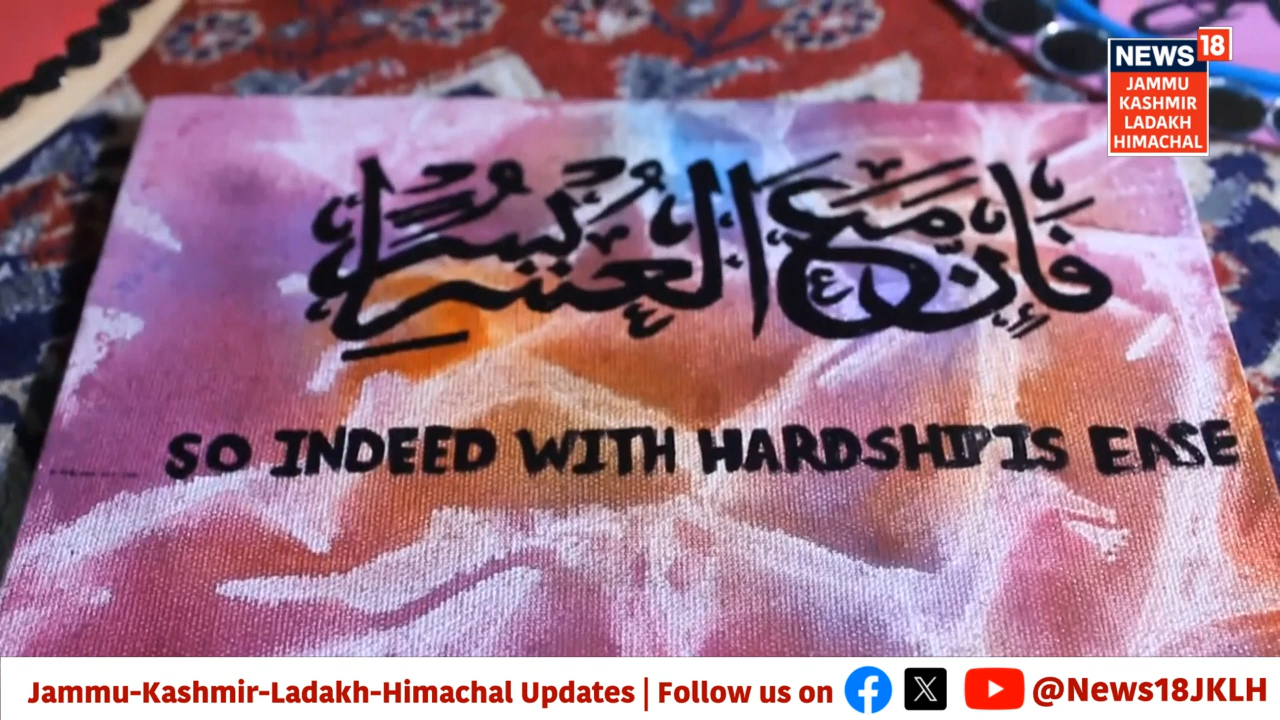 NEWS 18
JAMMU
KASHMIR
LADAKH
HIMACHAL
فَإِنَّ مَعَ الْعُسْرِ يُسْرًا
SO INDEED WITH HARDSHIP IS EASE
Jammu-Kashmir-Ladakh-Himachal Updates | Follow us on @News18JKLH